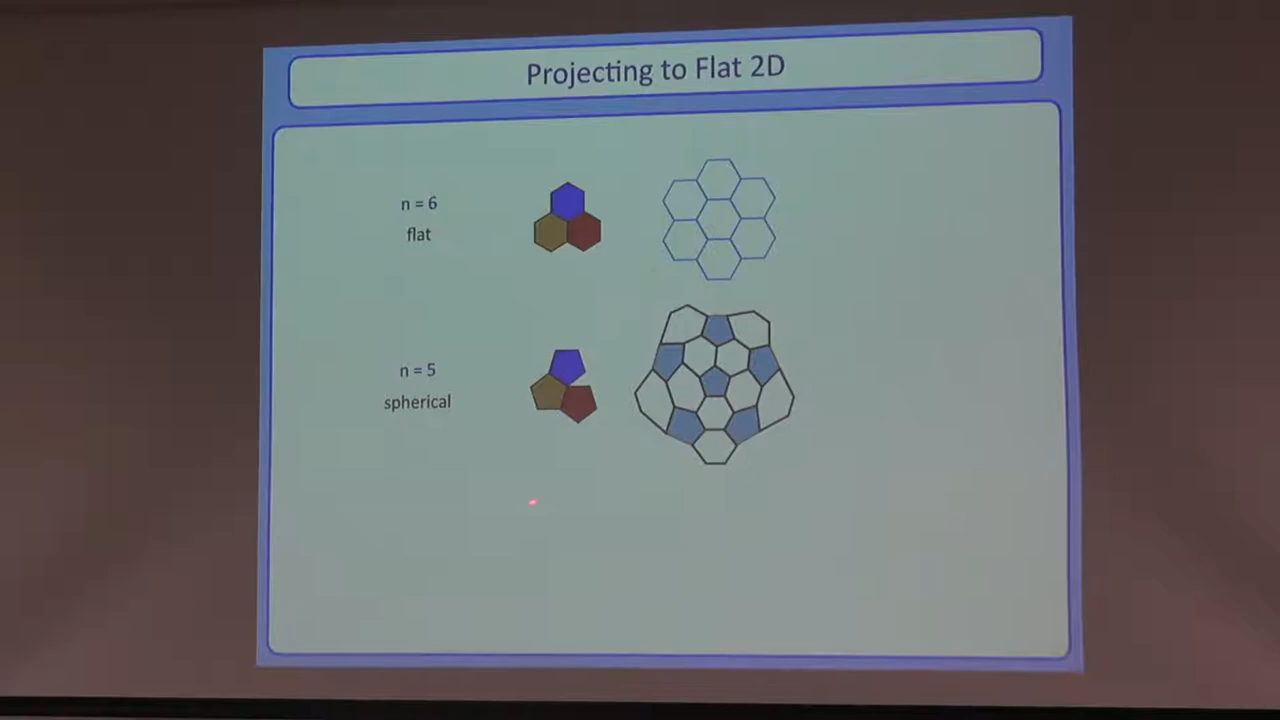 Projecting to Flat 2D
n = 6
flat
n = 5
spherical